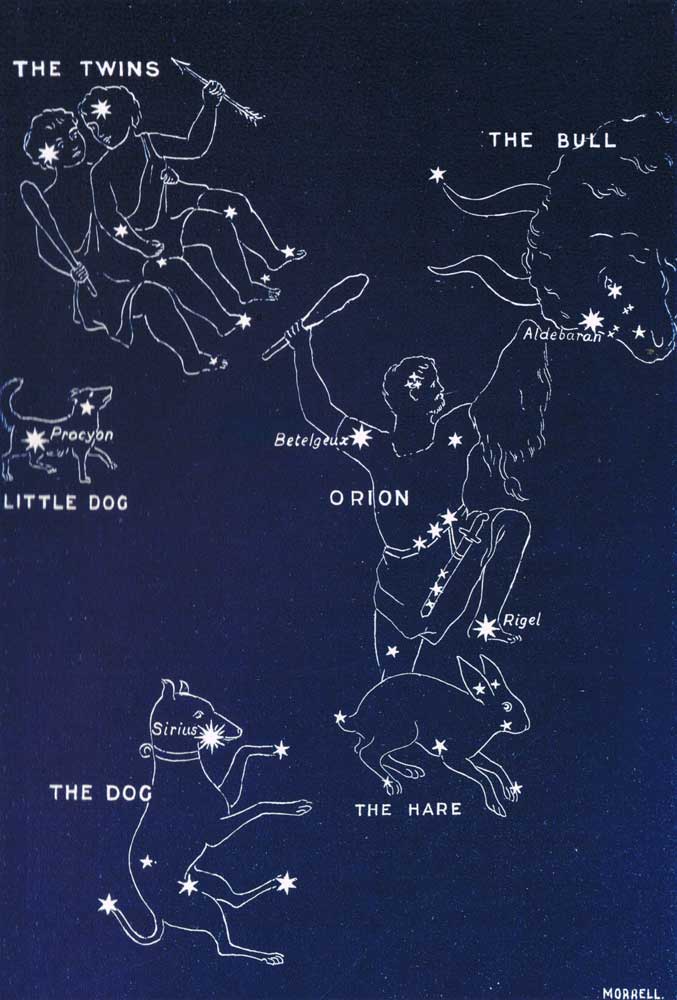 THE TWINS
THE BULL
Aldebaran
Procyon
LITTLE DOG
Betelgeux
ORION
Rigel
Sirius
THE DOG
THE HARE
MORRELL.